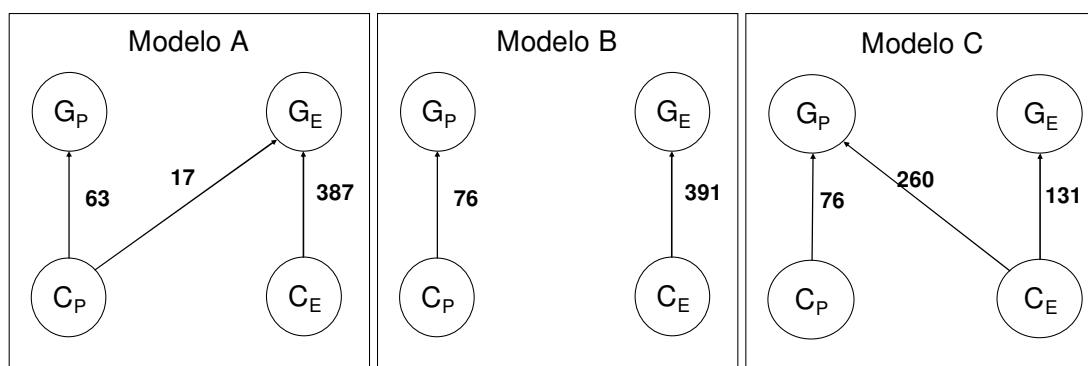 Modelo A
G_P
G_E
63
17
387
C_P
C_E
Modelo B
G_P
G_E
76
391
C_P
C_E
Modelo C
G_P
G_E
76
260
131
C_P
C_E